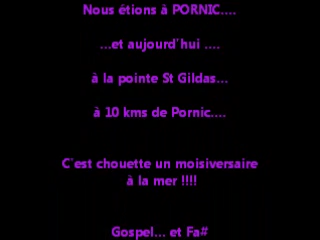 Nous étions à PORNIC....
...et aujourd'hui ....
à la pointe St Gildas...
à 10 kms de Pornic....
C'est chouette un moisiversaire
à la mer !!!!
Gospel... et Fa#